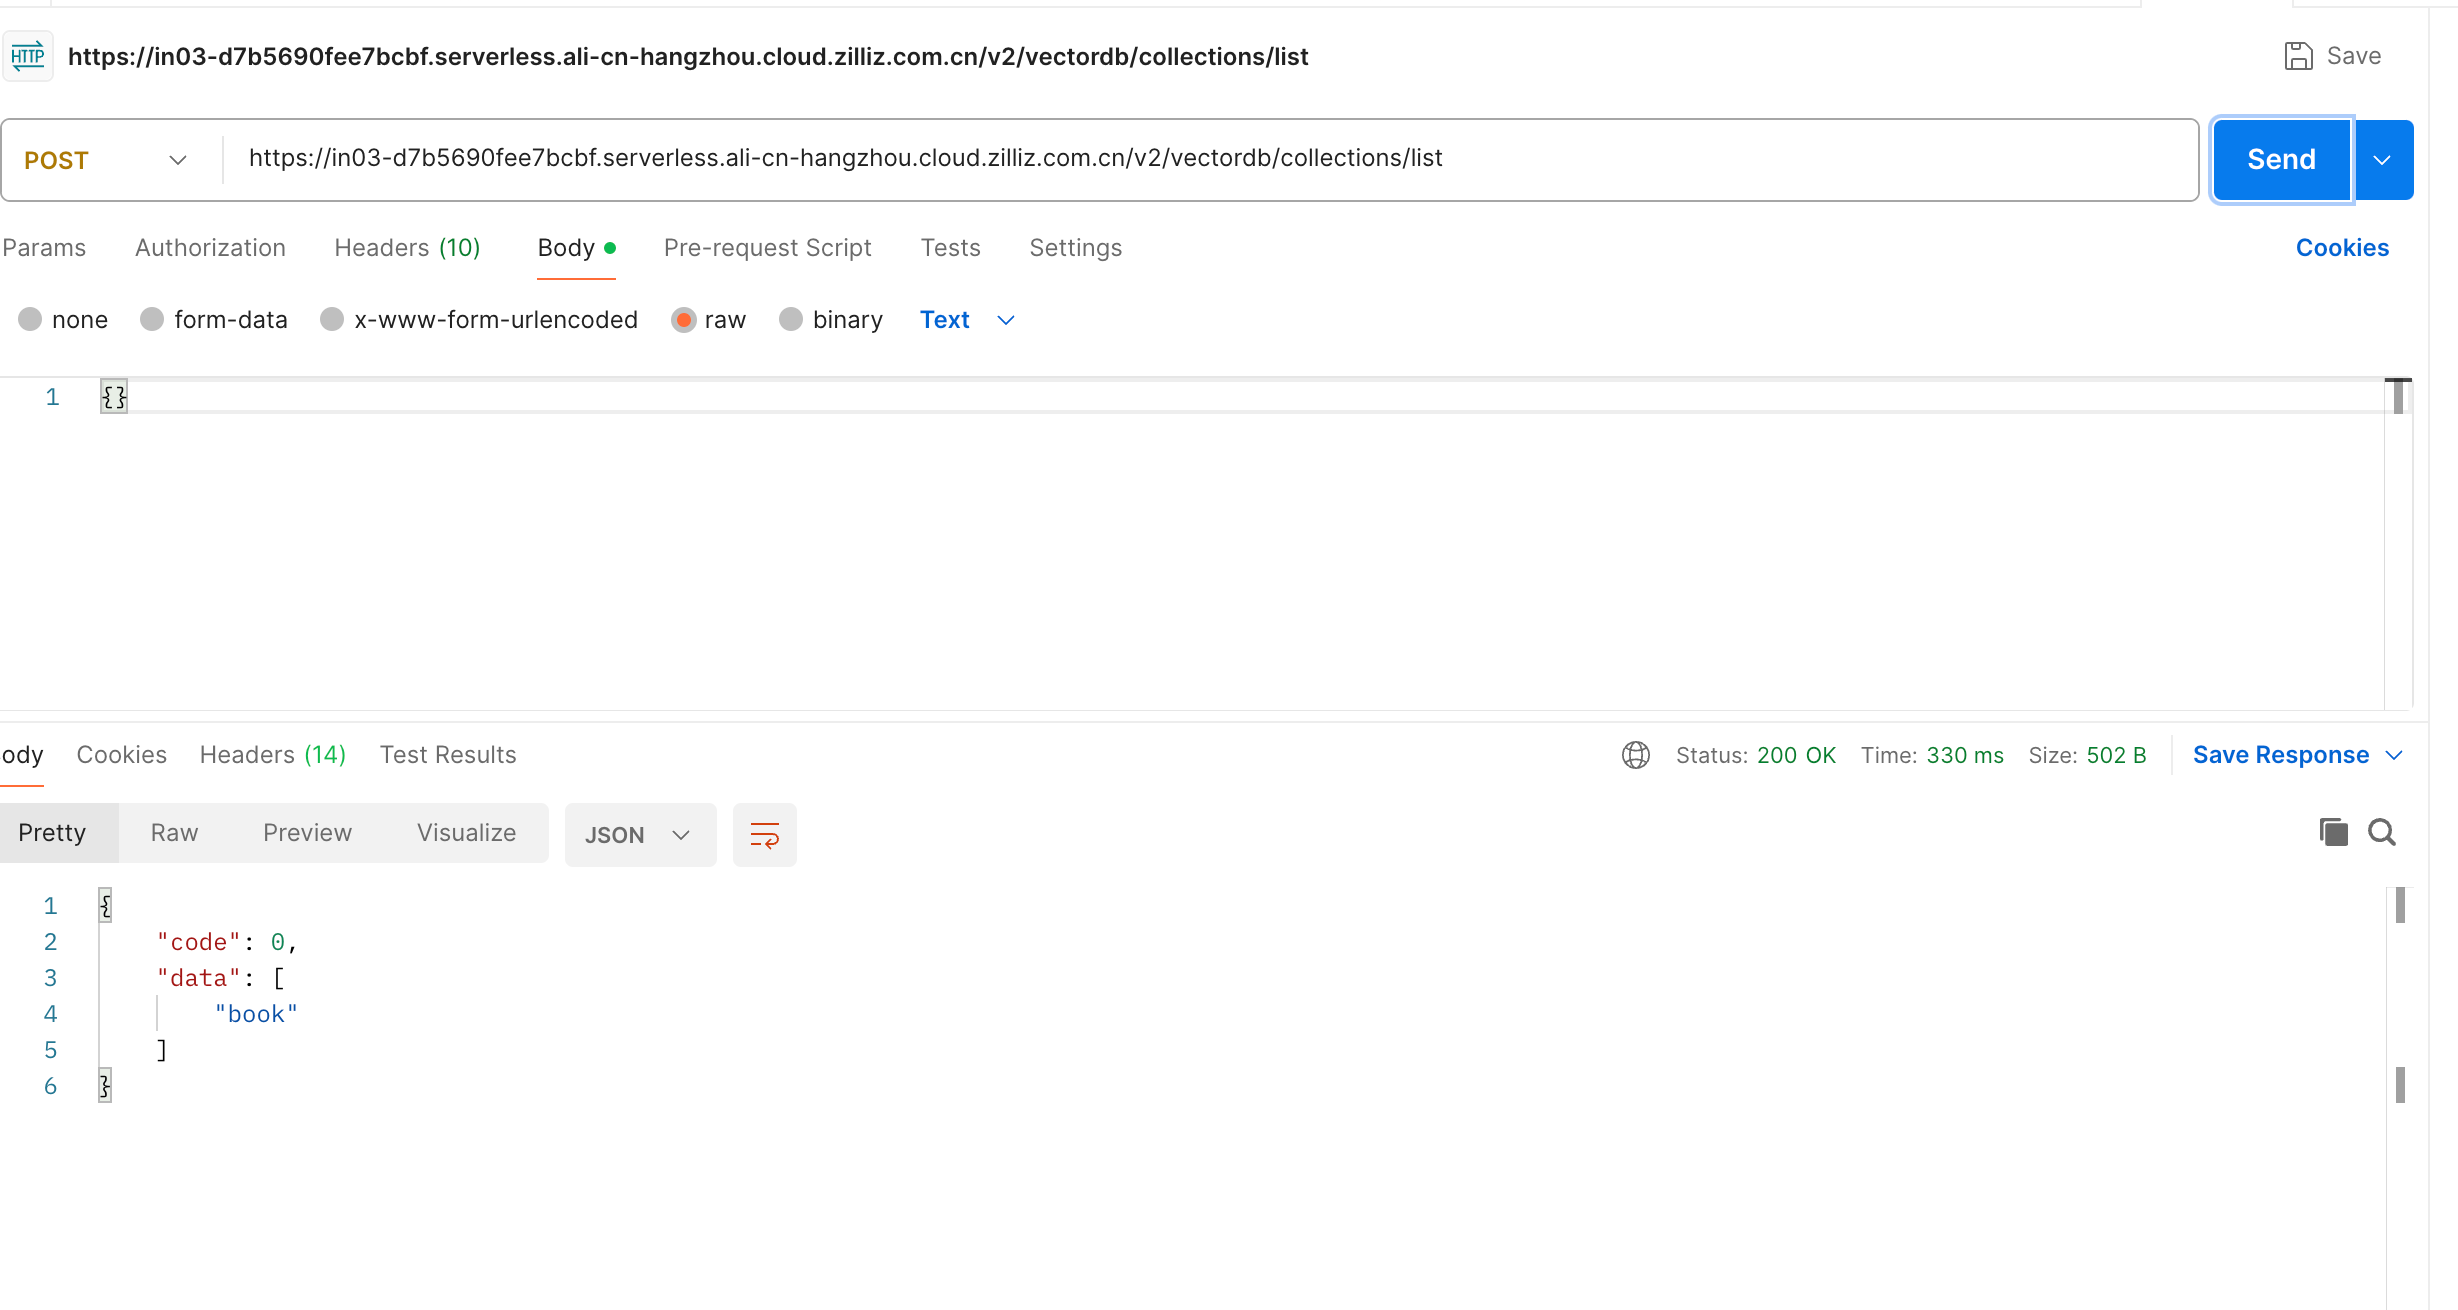 HTTP https://in03-d7b5690fee7bcbf.serverless.ali-cn-hangzhou.cloud.zilliz.com.cn/v2/vectordb/collections/list Save
POST https://in03-d7b5690fee7bcbf.serverless.ali-cn-hangzhou.cloud.zilliz.com.cn/v2/vectordb/collections/list Send
Params Authorization Headers (10) Body Pre-request Script Tests Settings Cookies
none form-data x-www-form-urlencoded raw binary Text
1 {}
ody Cookies Headers (14) Test Results Status: 200 OK Time: 330 ms Size: 502 B Save Response
Pretty Raw Preview Visualize JSON
1 {
2 "code": 0,
3 "data": [
4 "book"
5 ]
6 }